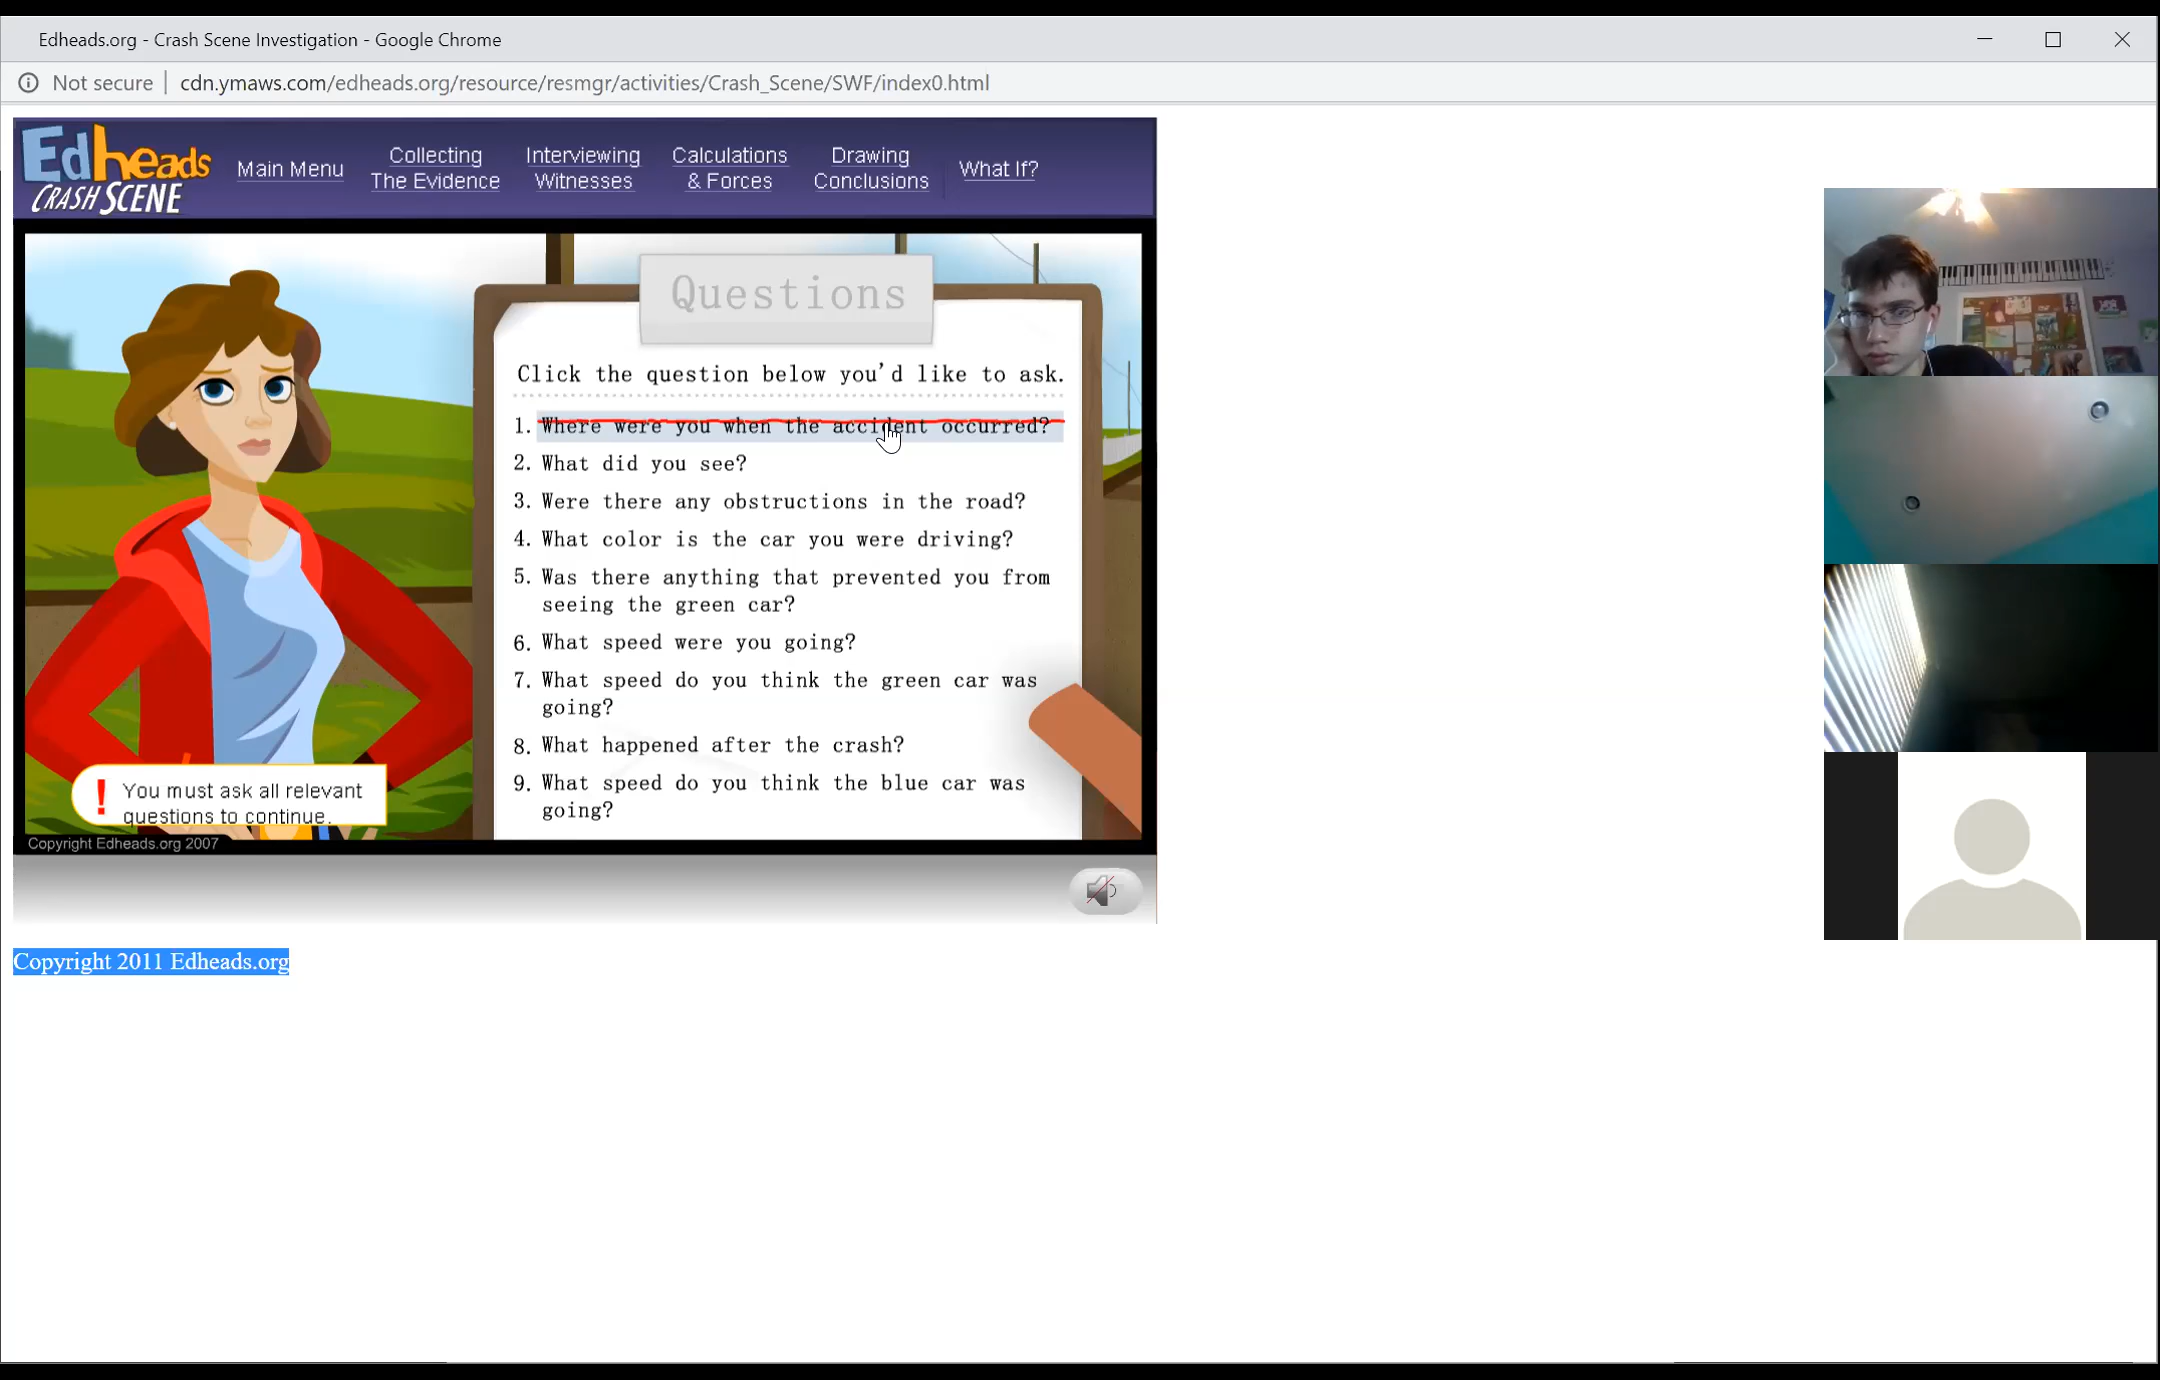 Edheads.org - Crash Scene Investigation - Google Chrome
Not secure
cdn.ymaws.com/edheads.org/resource/resmgr/activities/Crash_Scene/SWF/index0.html
Edheads
CRASH SCENE
Main Menu
Collecting
The Evidence
Interviewing
Witnesses
Calculations
& Forces
Drawing
Conclusions
What If?
Questions
Click the question below you'd like to ask.
1. Where were you when the accident occurred?
2. What did you see?
3. Were there any obstructions in the road?
4. What color is the car you were driving?
5. Was there anything that prevented you from
seeing the green car?
6. What speed were you going?
7. What speed do you think the green car was
going?
8. What happened after the crash?
9. What speed do you think the blue car was
going?
! You must ask all relevant
questions to continue.
Copyright Edheads.org 2007
Copyright 2011 Edheads.org